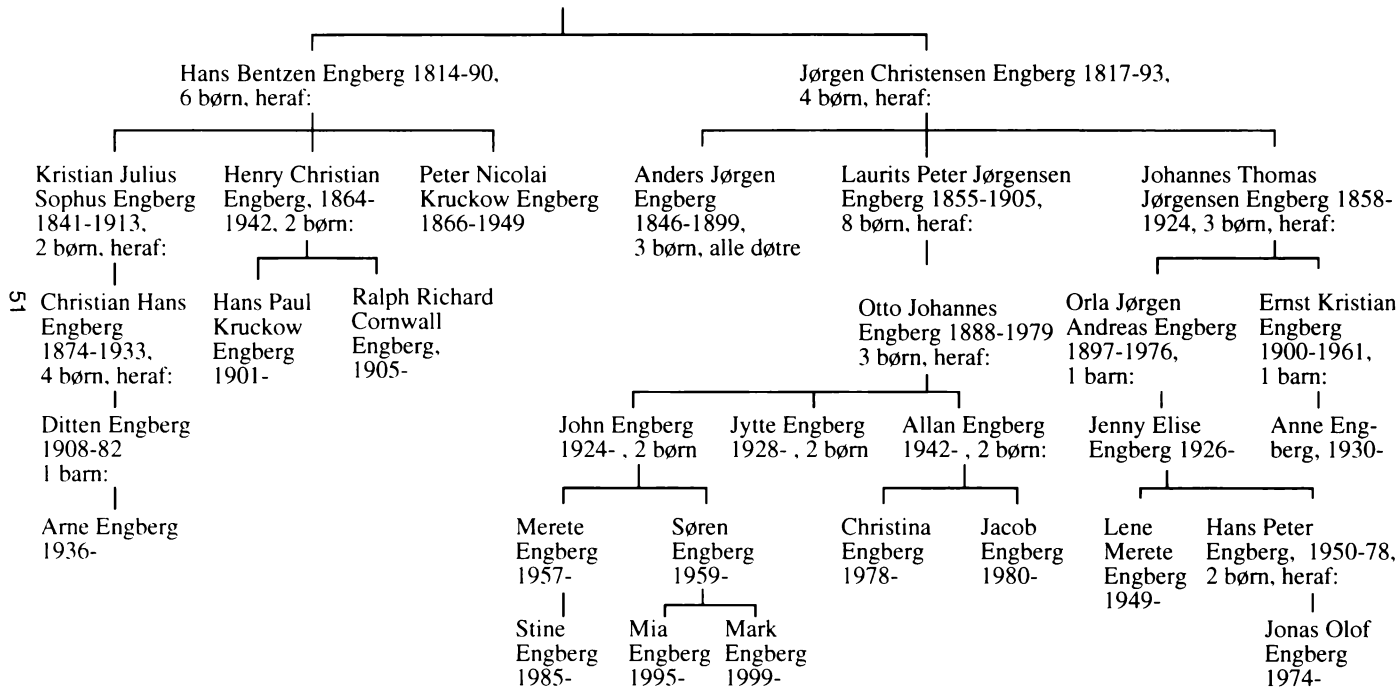 Hans Bentzen Engberg 1814-90,
6 børn, heraf:
Jørgen Christensen Engberg 1817-93,
4 børn, heraf:
Kristian Julius
Sophus Engberg
1841-1913,
2 børn, heraf:
Henry Christian
Engberg, 1864-
1942, 2 børn:
Peter Nicolai
Kruckow Engberg
1866-1949
Anders Jørgen
Engberg
1846-1899,
3 børn, alle døtre
Laurits Peter Jørgensen
Engberg 1855-1905,
8 børn, heraf:
Johannes Thomas
Jørgensen Engberg 1858-
1924, 3 børn, heraf:
51
Christian Hans
Engberg
1874-1933,
4 børn, heraf:
Hans Paul
Kruckow
Engberg
1901-
Ralph Richard
Cornwall
Engberg,
1905-
Otto Johannes
Engberg 1888-1979
3 børn, heraf:
Orla Jørgen
Andreas Engberg
1897-1976,
1 barn:
Ernst Kristian
Engberg
1900-1961,
1 barn:
Ditten Engberg
1908-82
1 barn:
John Engberg
1924- , 2 børn
Jytte Engberg
1928- , 2 børn
Allan Engberg
1942- , 2 børn:
Jenny Elise
Engberg 1926-
Anne Eng-
berg, 1930-
Arne Engberg
1936-
Merete
Engberg
1957-
Søren
Engberg
1959-
Christina
Engberg
1978-
Jacob
Engberg
1980-
Lene
Merete
Engberg
1949-
Hans Peter
Engberg, 1950-78,
2 børn, heraf:
Stine
Engberg
1985-
Mia
Engberg
1995-
Mark
Engberg
1999-
Jonas Olof
Engberg
1974-